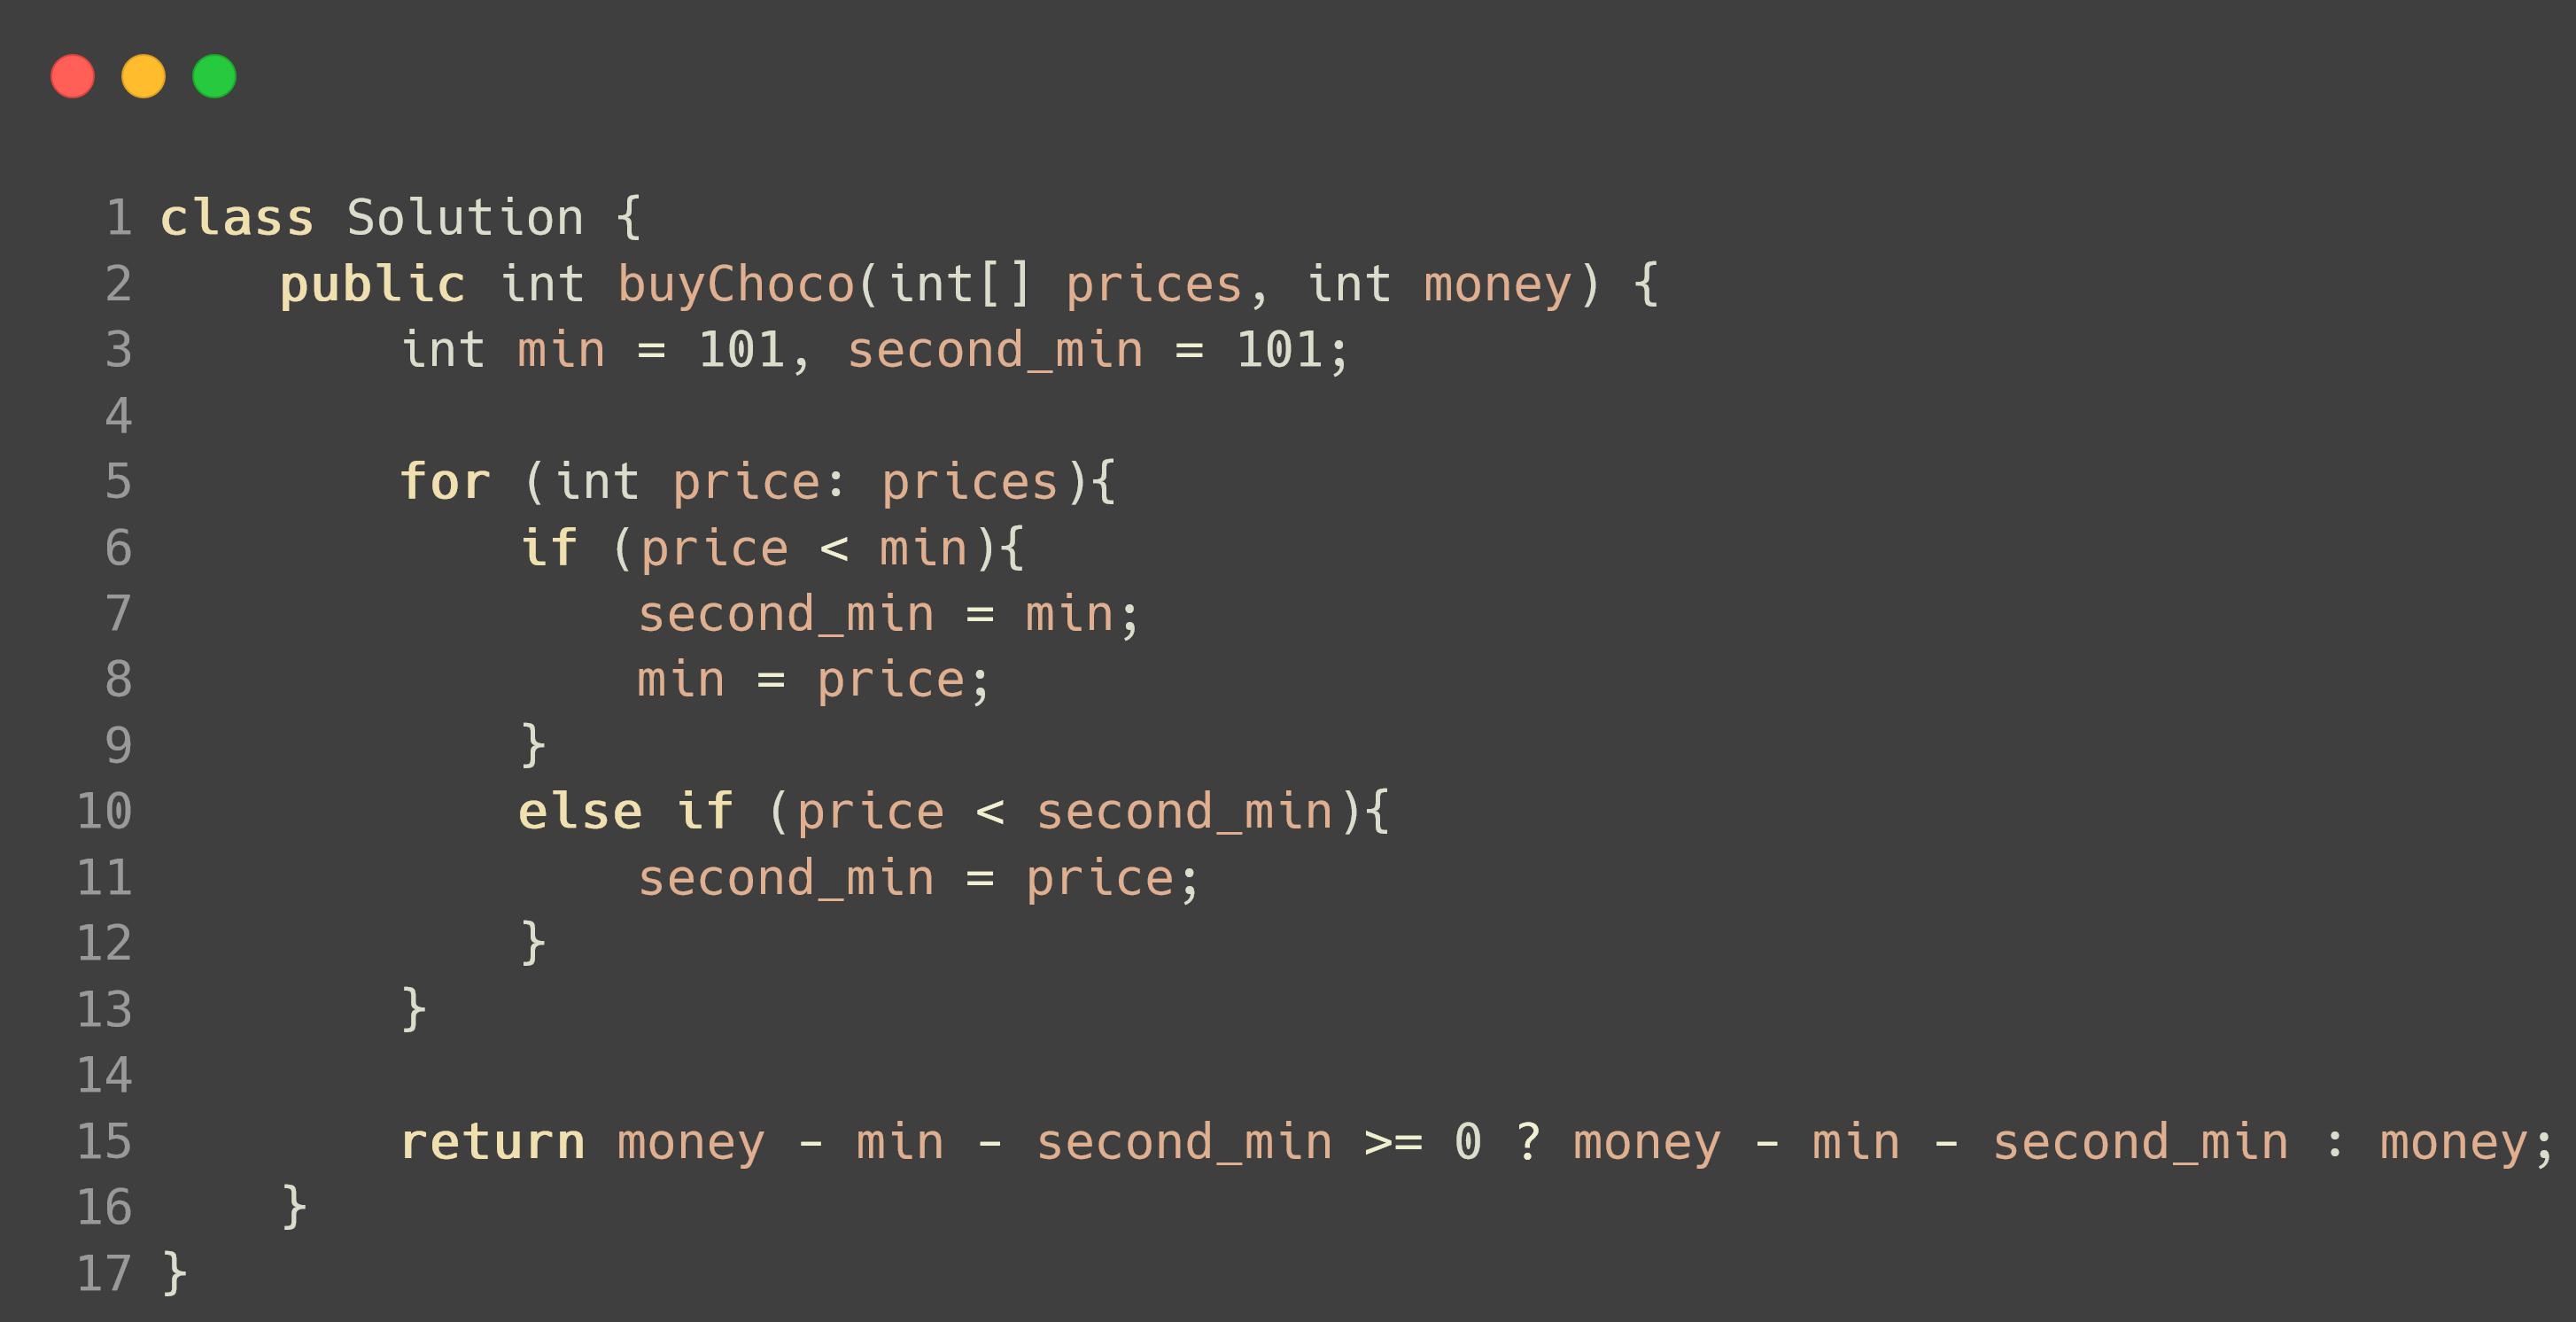 1 class Solution {
2     public int buyChoco(int[] prices, int money) {
3         int min = 101, second_min = 101;
4
5         for (int price: prices){
6             if (price < min){
7                 second_min = min;
8                 min = price;
9             }
10             else if (price < second_min){
11                 second_min = price;
12             }
13         }
14
15         return money - min - second_min >= 0 ? money - min - second_min : money;
16     }
17 }